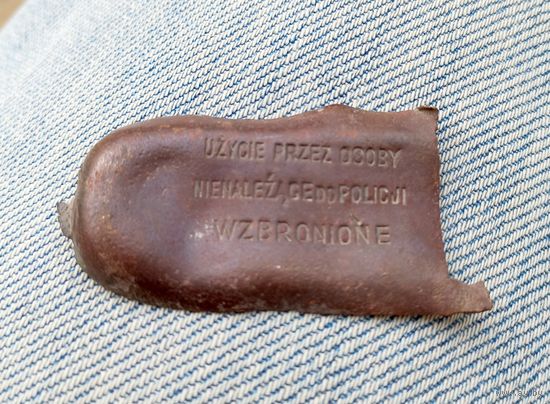 UŻYCIE PRZEZ OSOBY
NIENALEŻĄCE DO POLICJI
WZBRONIONE